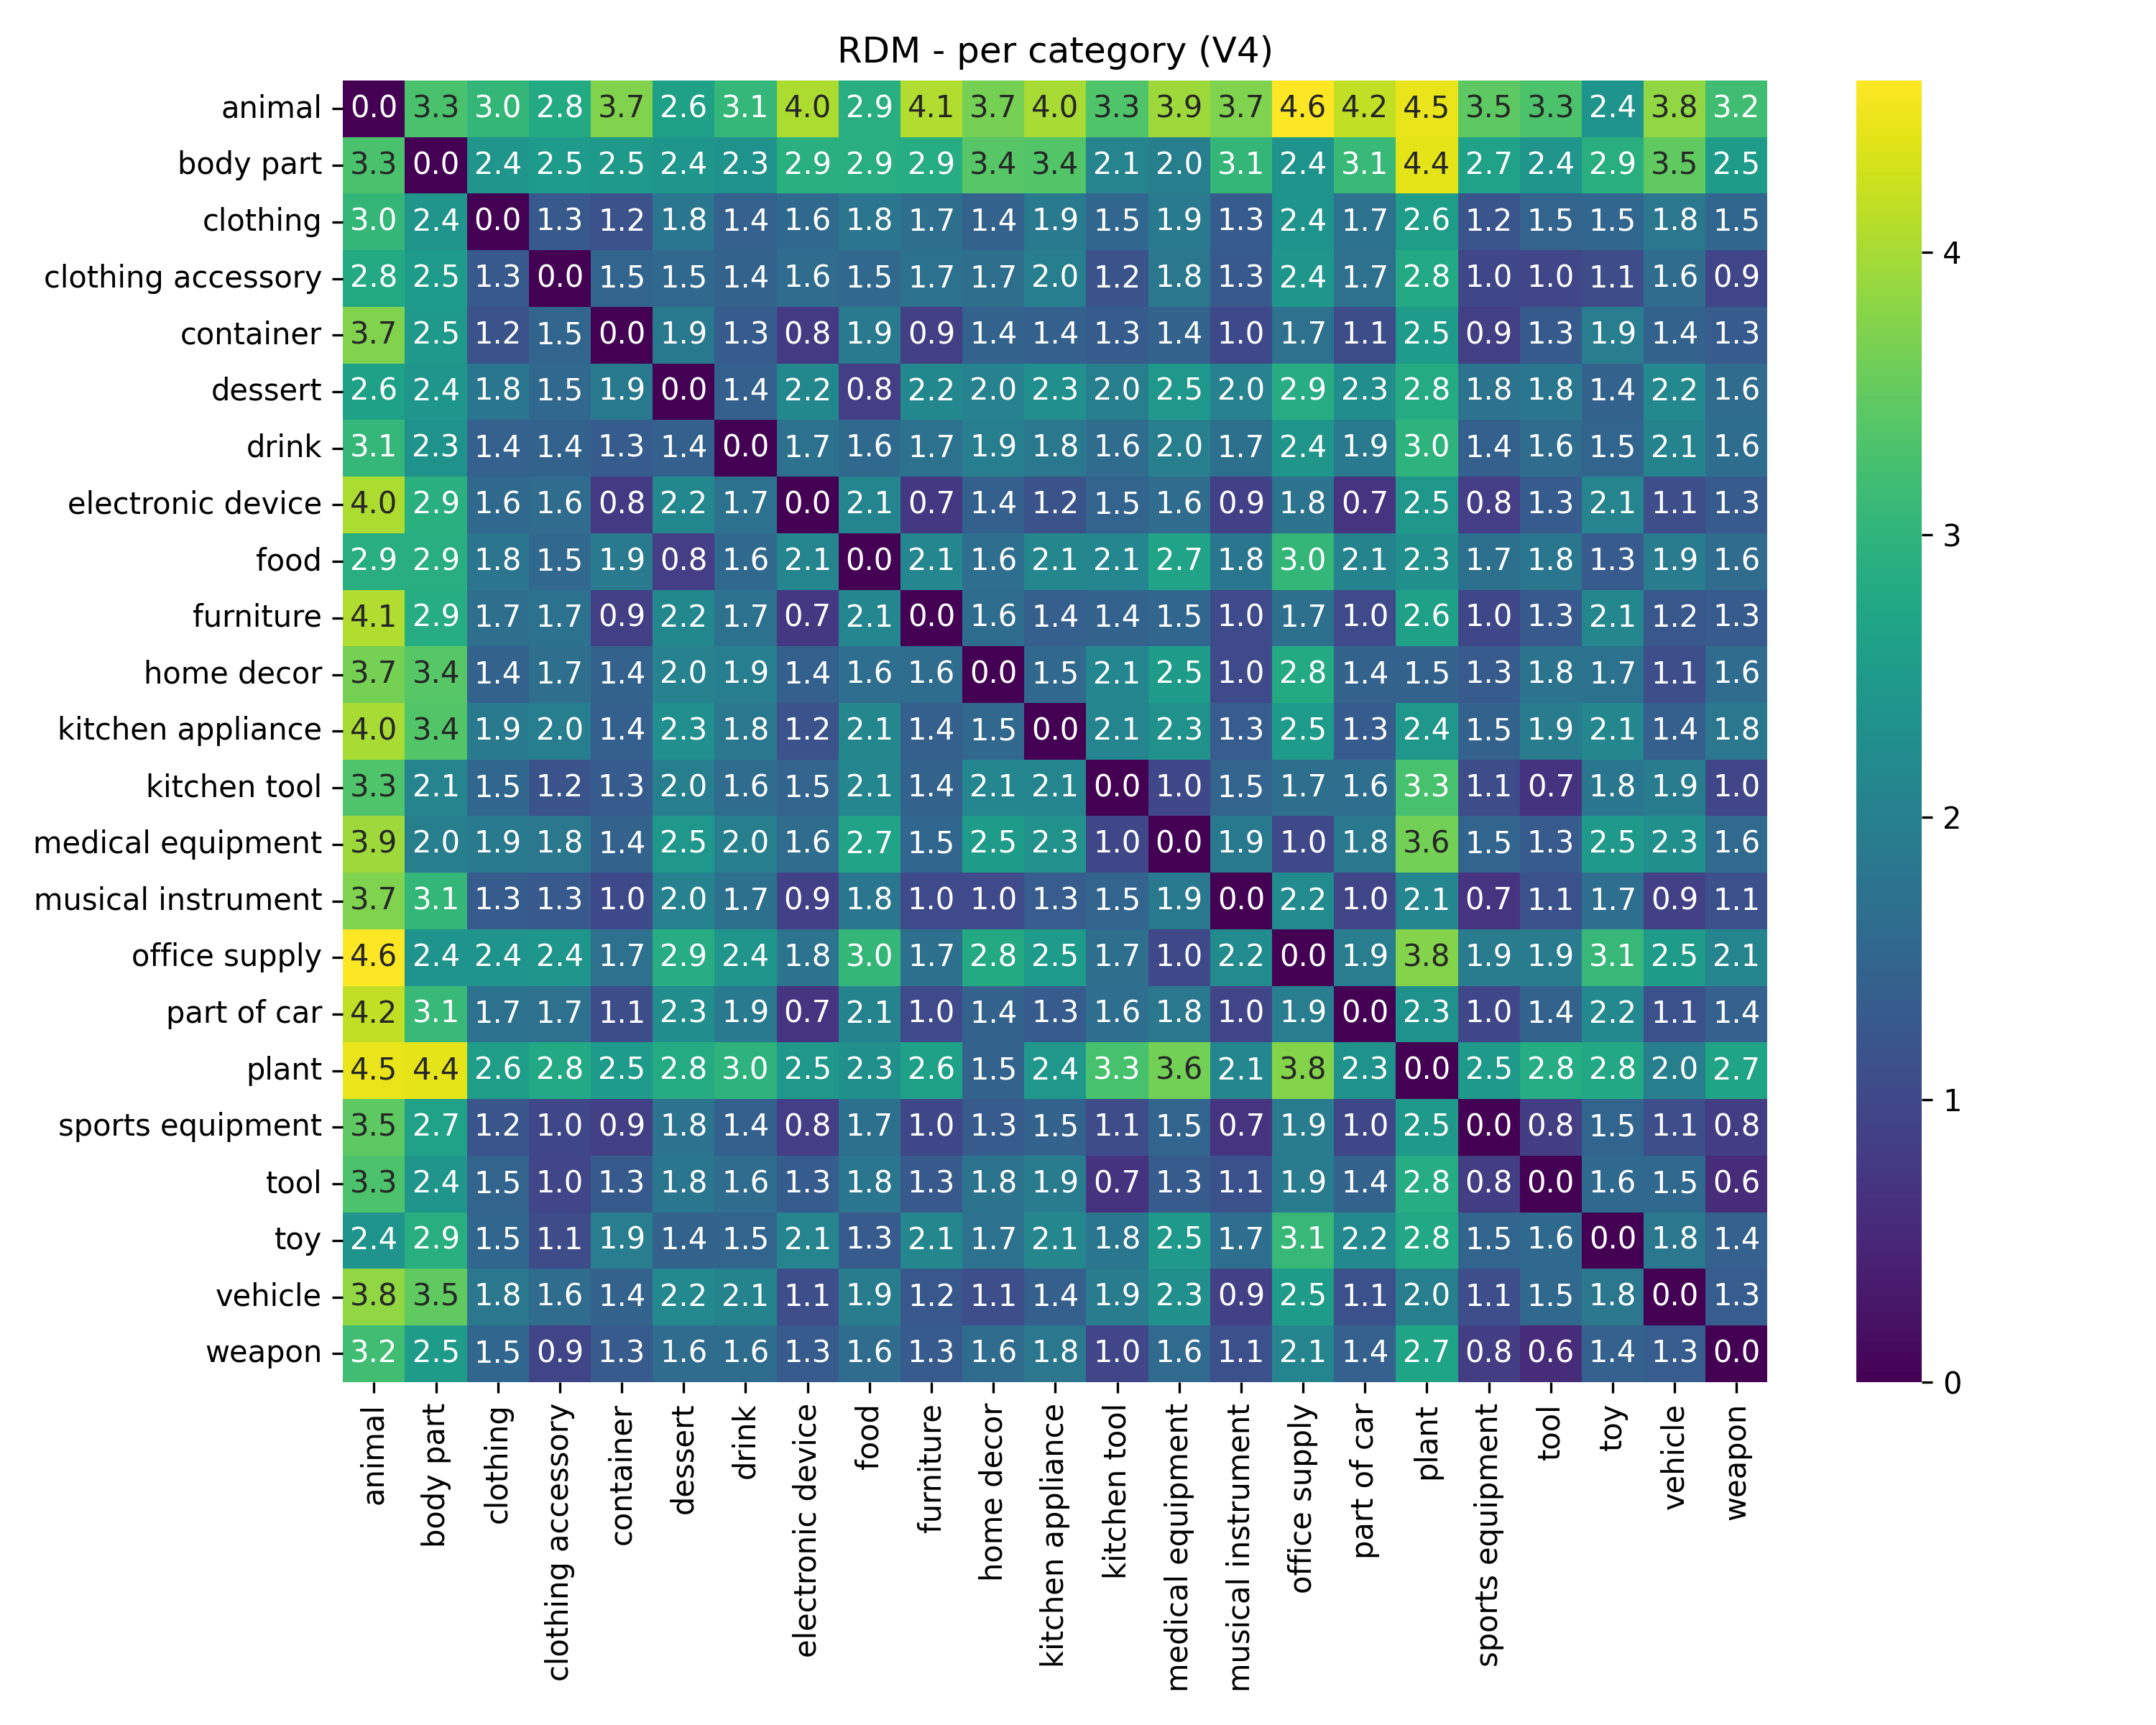 RDM - per category (V4)
animal 0.0 3.3 3.0 2.8 3.7 2.6 3.1 4.0 2.9 4.1 3.7 4.0 3.3 3.9 3.7 4.6 4.2 4.5 3.5 3.3 2.4 3.8 3.2
body part 3.3 0.0 2.4 2.5 2.5 2.4 2.3 2.9 2.9 2.9 3.4 3.4 2.1 2.0 3.1 2.4 3.1 4.4 2.7 2.4 2.9 3.5 2.5
clothing 3.0 2.4 0.0 1.3 1.2 1.8 1.4 1.6 1.8 1.7 1.4 1.9 1.5 1.9 1.3 2.4 1.7 2.6 1.2 1.5 1.5 1.8 1.5
clothing accessory 2.8 2.5 1.3 0.0 1.5 1.5 1.4 1.6 1.5 1.7 1.7 2.0 1.2 1.8 1.3 2.4 1.7 2.8 1.0 1.0 1.1 1.6 0.9
container 3.7 2.5 1.2 1.5 0.0 1.9 1.3 0.8 1.9 0.9 1.4 1.4 1.3 1.4 1.0 1.7 1.1 2.5 0.9 1.3 1.9 1.4 1.3
dessert 2.6 2.4 1.8 1.5 1.9 0.0 1.4 2.2 0.8 2.2 2.0 2.3 2.0 2.5 2.0 2.9 2.3 2.8 1.8 1.8 1.4 2.2 1.6
drink 3.1 2.3 1.4 1.4 1.3 1.4 0.0 1.7 1.6 1.7 1.9 1.8 1.6 2.0 1.7 2.4 1.9 3.0 1.4 1.6 1.5 2.1 1.6
electronic device 4.0 2.9 1.6 1.6 0.8 2.2 1.7 0.0 2.1 0.7 1.4 1.2 1.5 1.6 0.9 1.8 0.7 2.5 0.8 1.3 2.1 1.1 1.3
food 2.9 2.9 1.8 1.5 1.9 0.8 1.6 2.1 0.0 2.1 1.6 2.1 2.1 2.7 1.8 3.0 2.1 2.3 1.7 1.8 1.3 1.9 1.6
furniture 4.1 2.9 1.7 1.7 0.9 2.2 1.7 0.7 2.1 0.0 1.6 1.4 1.4 1.5 1.0 1.7 1.0 2.6 1.0 1.3 2.1 1.2 1.3
home decor 3.7 3.4 1.4 1.7 1.4 2.0 1.9 1.4 1.6 1.6 0.0 1.5 2.1 2.5 1.0 2.8 1.4 1.5 1.3 1.8 1.7 1.1 1.6
kitchen appliance 4.0 3.4 1.9 2.0 1.4 2.3 1.8 1.2 2.1 1.4 1.5 0.0 2.1 2.3 1.3 2.5 1.3 2.4 1.5 1.9 2.1 1.4 1.8
kitchen tool 3.3 2.1 1.5 1.2 1.3 2.0 1.6 1.5 2.1 1.4 2.1 2.1 0.0 1.0 1.5 1.7 1.6 3.3 1.1 0.7 1.8 1.9 1.0
medical equipment 3.9 2.0 1.9 1.8 1.4 2.5 2.0 1.6 2.7 1.5 2.5 2.3 1.0 0.0 1.9 1.0 1.8 3.6 1.5 1.3 2.5 2.3 1.6
musical instrument 3.7 3.1 1.3 1.3 1.0 2.0 1.7 0.9 1.8 1.0 1.0 1.3 1.5 1.9 0.0 2.2 1.0 2.1 0.7 1.1 1.7 0.9 1.1
office supply 4.6 2.4 2.4 2.4 1.7 2.9 2.4 1.8 3.0 1.7 2.8 2.5 1.7 1.0 2.2 0.0 1.9 3.8 1.9 1.9 3.1 2.5 2.1
part of car 4.2 3.1 1.7 1.7 1.1 2.3 1.9 0.7 2.1 1.0 1.4 1.3 1.6 1.8 1.0 1.9 0.0 2.3 1.0 1.4 2.2 1.1 1.4
plant 4.5 4.4 2.6 2.8 2.5 2.8 3.0 2.5 2.3 2.6 1.5 2.4 3.3 3.6 2.1 3.8 2.3 0.0 2.5 2.8 2.8 2.0 2.7
sports equipment 3.5 2.7 1.2 1.0 0.9 1.8 1.4 0.8 1.7 1.0 1.3 1.5 1.1 1.5 0.7 1.9 1.0 2.5 0.0 0.8 1.5 1.1 0.8
tool 3.3 2.4 1.5 1.0 1.3 1.8 1.6 1.3 1.8 1.3 1.8 1.9 0.7 1.3 1.1 1.9 1.4 2.8 0.8 0.0 1.6 1.5 0.6
toy 2.4 2.9 1.5 1.1 1.9 1.4 1.5 2.1 1.3 2.1 1.7 2.1 1.8 2.5 1.7 3.1 2.2 2.8 1.5 1.6 0.0 1.8 1.4
vehicle 3.8 3.5 1.8 1.6 1.4 2.2 2.1 1.1 1.9 1.2 1.1 1.4 1.9 2.3 0.9 2.5 1.1 2.0 1.1 1.5 1.8 0.0 1.3
weapon 3.2 2.5 1.5 0.9 1.3 1.6 1.6 1.3 1.6 1.3 1.6 1.8 1.0 1.6 1.1 2.1 1.4 2.7 0.8 0.6 1.4 1.3 0.0
animal
body part
clothing
clothing accessory
container
dessert
drink
electronic device
food
furniture
home decor
kitchen appliance
kitchen tool
medical equipment
musical instrument
office supply
part of car
plant
sports equipment
tool
toy
vehicle
weapon
4
3
2
1
0